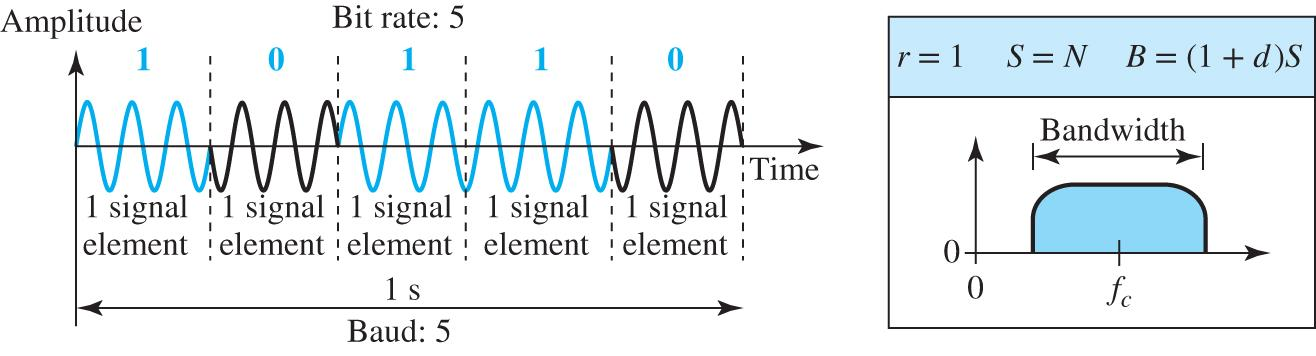 Amplitude
Bit rate: 5
1 0 1 1 0
Time
1 signal element
1 signal element
1 signal element
1 signal element
1 signal element
1 s
Baud: 5
r = 1 S = N B = (1 + d)S
Bandwidth
0
0
f_c